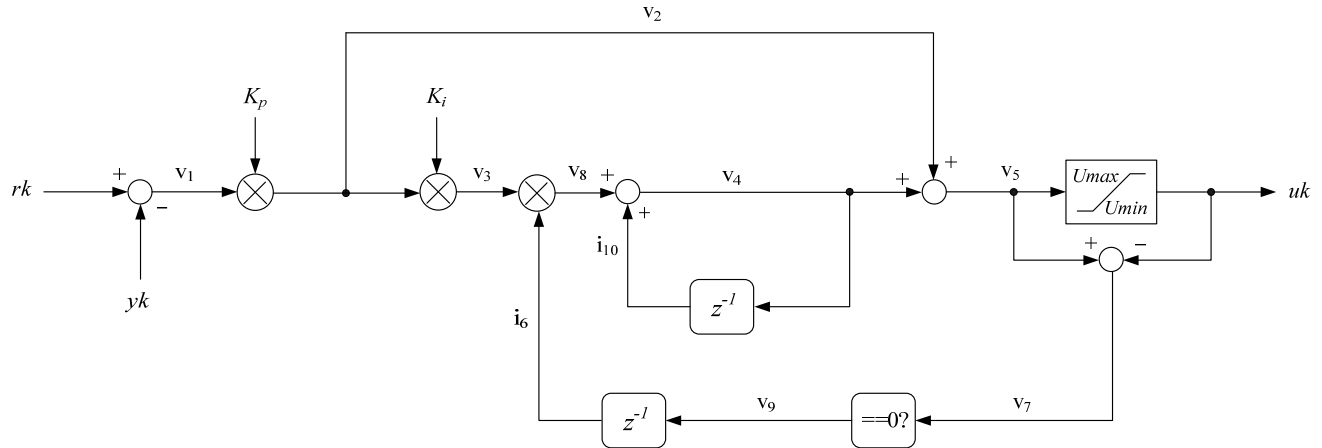 v₂
Kₚ
Kᵢ
rk
+
v₁
−
yk
v₃
v₈
+
+
i₁₀
v₄
z⁻¹
+
+
v₅
Umax
Umin
uk
+
−
i₆
z⁻¹
v₉
==0?
v₇